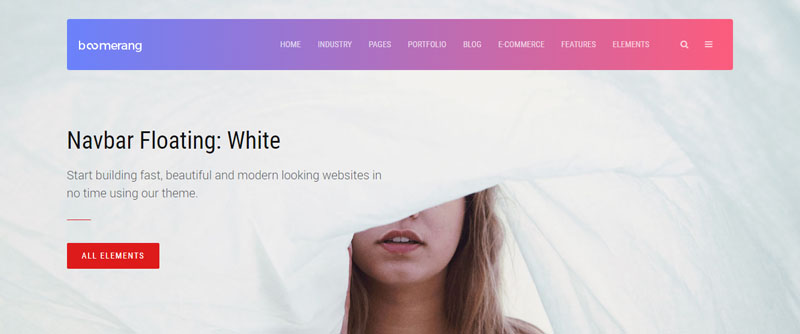 boomerang HOME INDUSTRY PAGES PORTFOLIO BLOG E-COMMERCE FEATURES ELEMENTS
Navbar Floating: White
Start building fast, beautiful and modern looking websites in
no time using our theme.
ALL ELEMENTS